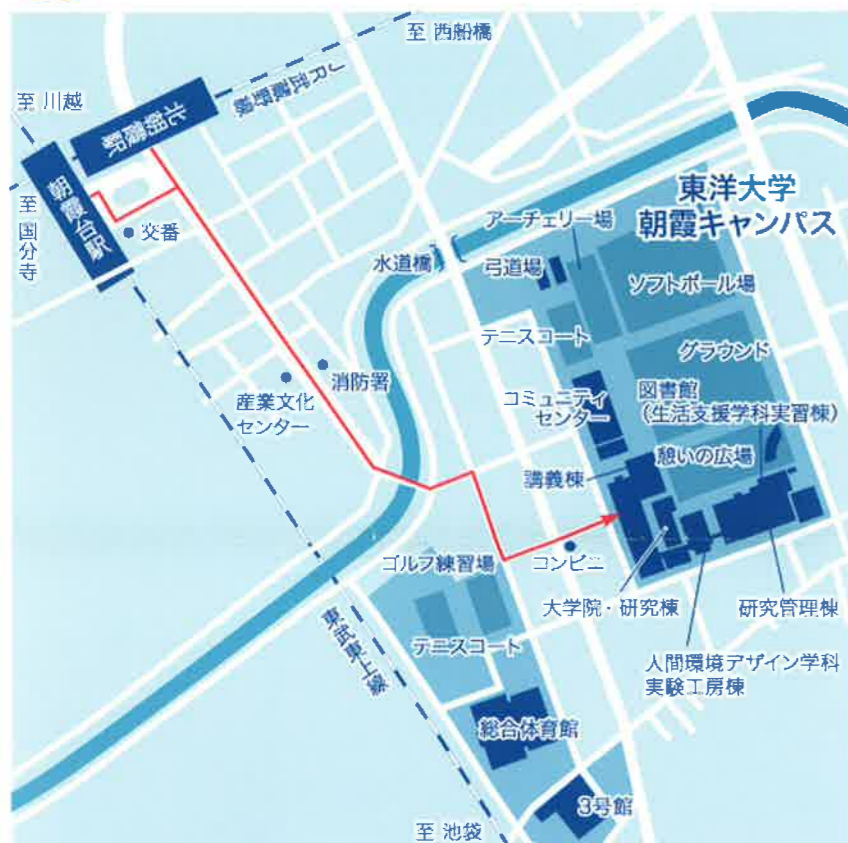 至 西船橋
至 川越
JR武蔵野線
北朝霞駅
朝霞台駅
至 国分寺
交番
東洋大学
朝霞キャンパス
アーチェリー場
水道橋
弓道場
ソフトボール場
テニスコート
グラウンド
消防署
産業文化
センター
コミュニティ
センター
図書館
(生活支援学科実習棟)
憩いの広場
講義棟
ゴルフ練習場
コンビニ
大学院・研究棟
研究管理棟
東武東上線
テニスコート
人間環境デザイン学科
実験工房棟
総合体育館
3号館
至 池袋